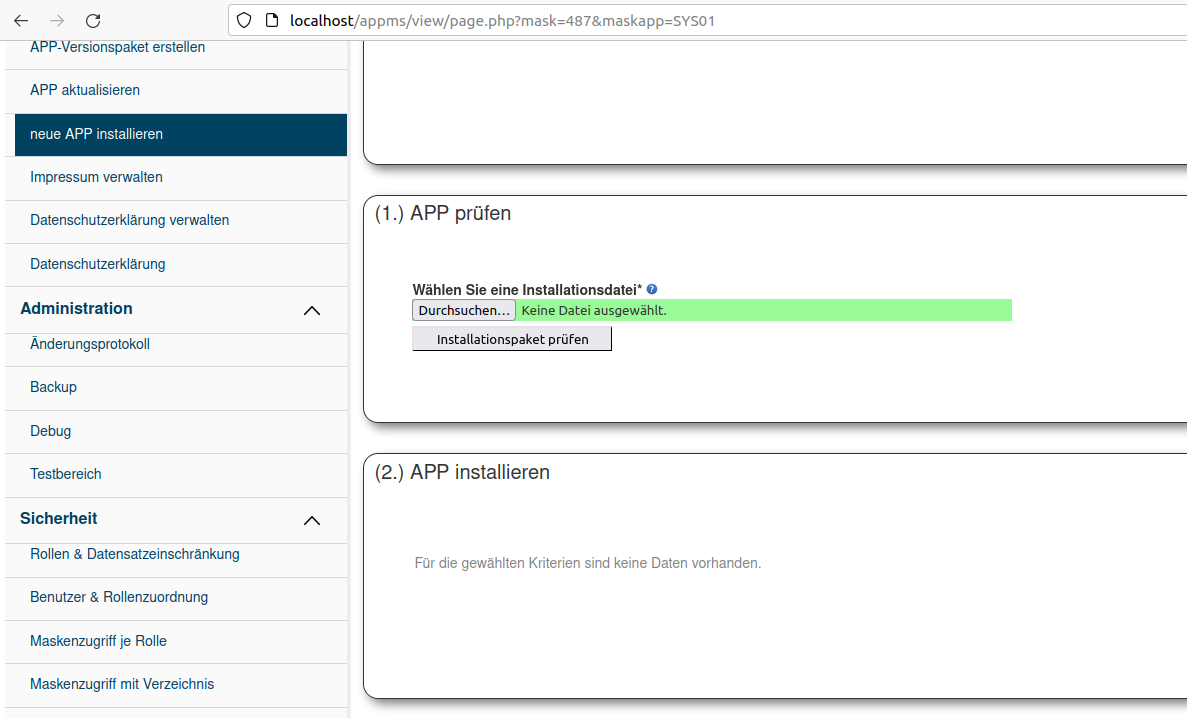 localhost/appms/view/page.php?mask=487&maskapp=SYS01
APP-Versionspaket erstellen
APP aktualisieren
neue APP installieren
Impressum verwalten
Datenschutzerklärung verwalten
Datenschutzerklärung
Administration
Änderungsprotokoll
Backup
Debug
Testbereich
Sicherheit
Rollen & Datensatzeinschränkung
Benutzer & Rollenzuordnung
Maskenzugriff je Rolle
Maskenzugriff mit Verzeichnis
(1.) APP prüfen
Wählen Sie eine Installationsdatei* ?
Durchsuchen... Keine Datei ausgewählt.
Installationspaket prüfen
(2.) APP installieren
Für die gewählten Kriterien sind keine Daten vorhanden.